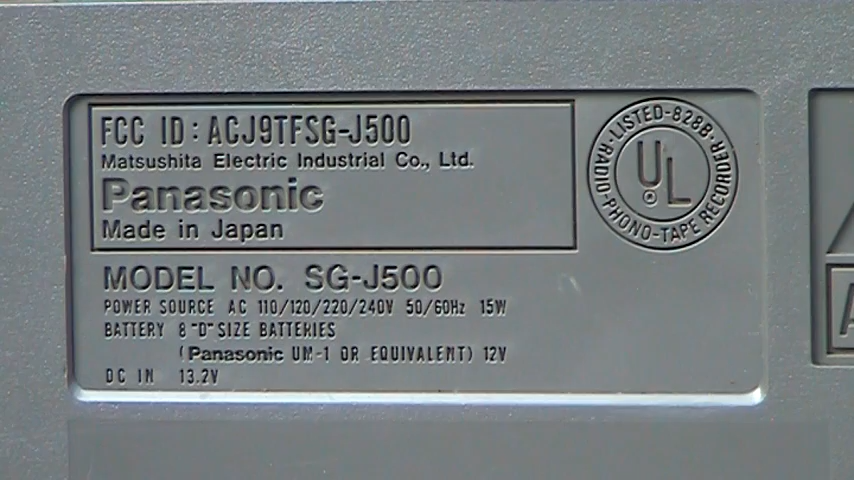 FCC ID: ACJ9TFSG-J500
Matsushita Electric Industrial Co., Ltd.
Panasonic
Made in Japan
LISTED-8288-RADIO-PHONO-TAPE RECORDER-
UL
MODEL NO. SG-J500
POWER SOURCE AC 110/120/220/240V 50/60Hz 15W
BATTERY 8 "D" SIZE BATTERIES
(Panasonic UM-1 OR EQUIVALENT) 12V
DC IN 13.2V